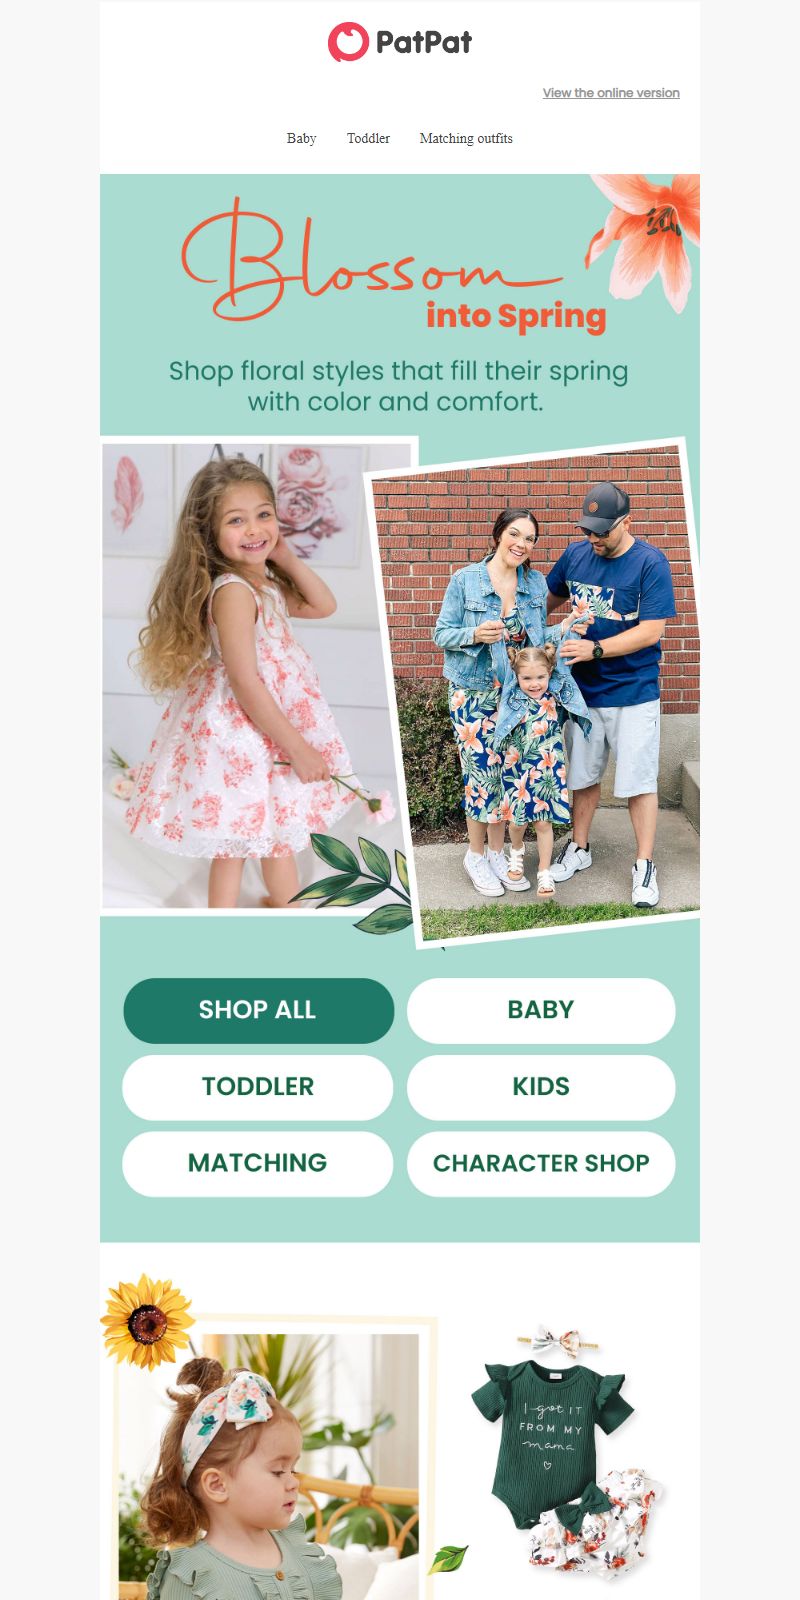 PatPat
View the online version
Baby Toddler Matching outfits
Blossom
into Spring
Shop floral styles that fill their spring
with color and comfort.
SHOP ALL
BABY
TODDLER
KIDS
MATCHING
CHARACTER SHOP
I got IT
FROM MY
mama